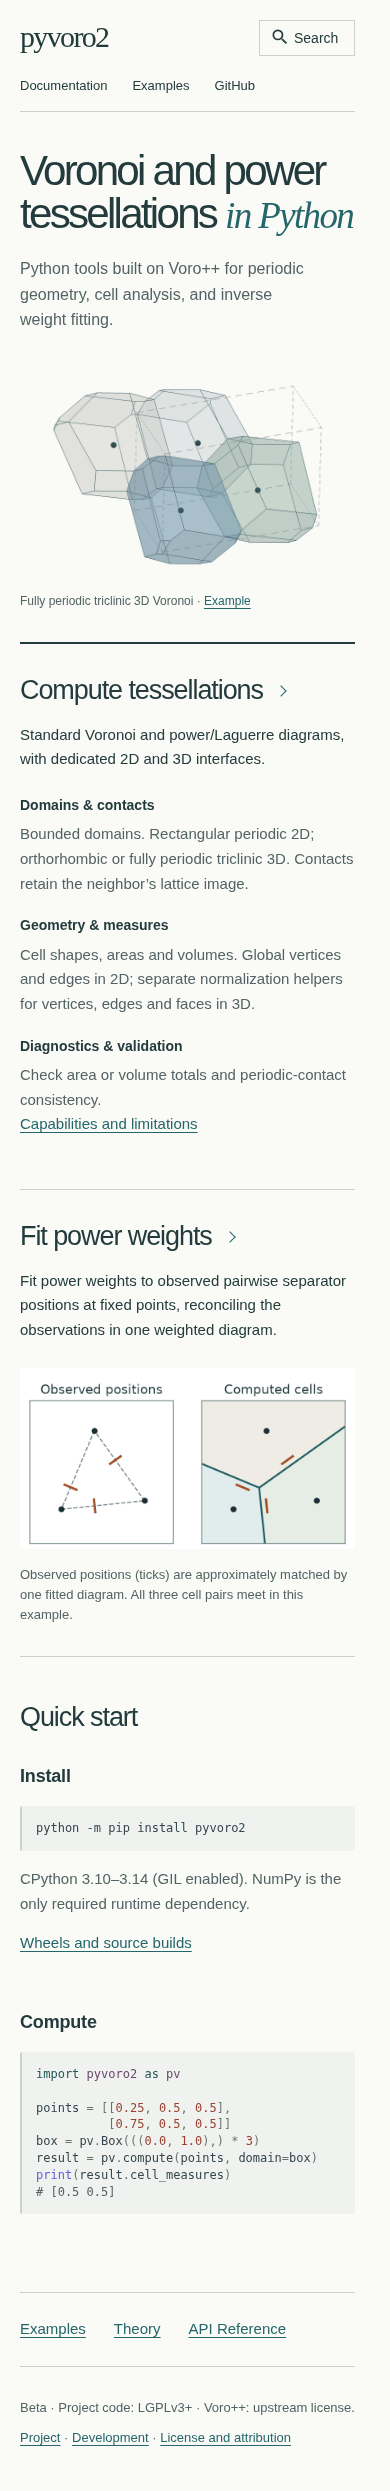 pyvoro2
Search
Documentation Examples GitHub
Voronoi and power
tessellations in Python
Python tools built on Voro++ for periodic
geometry, cell analysis, and inverse
weight fitting.
Fully periodic triclinic 3D Voronoi · Example
Compute tessellations
Standard Voronoi and power/Laguerre diagrams,
with dedicated 2D and 3D interfaces.
Domains & contacts
Bounded domains. Rectangular periodic 2D;
orthorhombic or fully periodic triclinic 3D. Contacts
retain the neighbor’s lattice image.
Geometry & measures
Cell shapes, areas and volumes. Global vertices
and edges in 2D; separate normalization helpers
for vertices, edges and faces in 3D.
Diagnostics & validation
Check area or volume totals and periodic-contact
consistency.
Capabilities and limitations
Fit power weights
Fit power weights to observed pairwise separator
positions at fixed points, reconciling the
observations in one weighted diagram.
Observed positions Computed cells
Observed positions (ticks) are approximately matched by
one fitted diagram. All three cell pairs meet in this
example.
Quick start
Install
python -m pip install pyvoro2
CPython 3.10–3.14 (GIL enabled). NumPy is the
only required runtime dependency.
Wheels and source builds
Compute
import pyvoro2 as pv
points = [[0.25, 0.5, 0.5],
          [0.75, 0.5, 0.5]]
box = pv.Box(((0.0, 1.0),) * 3)
result = pv.compute(points, domain=box)
print(result.cell_measures)
# [0.5 0.5]
Examples Theory API Reference
Beta · Project code: LGPLv3+ · Voro++: upstream license.
Project · Development · License and attribution